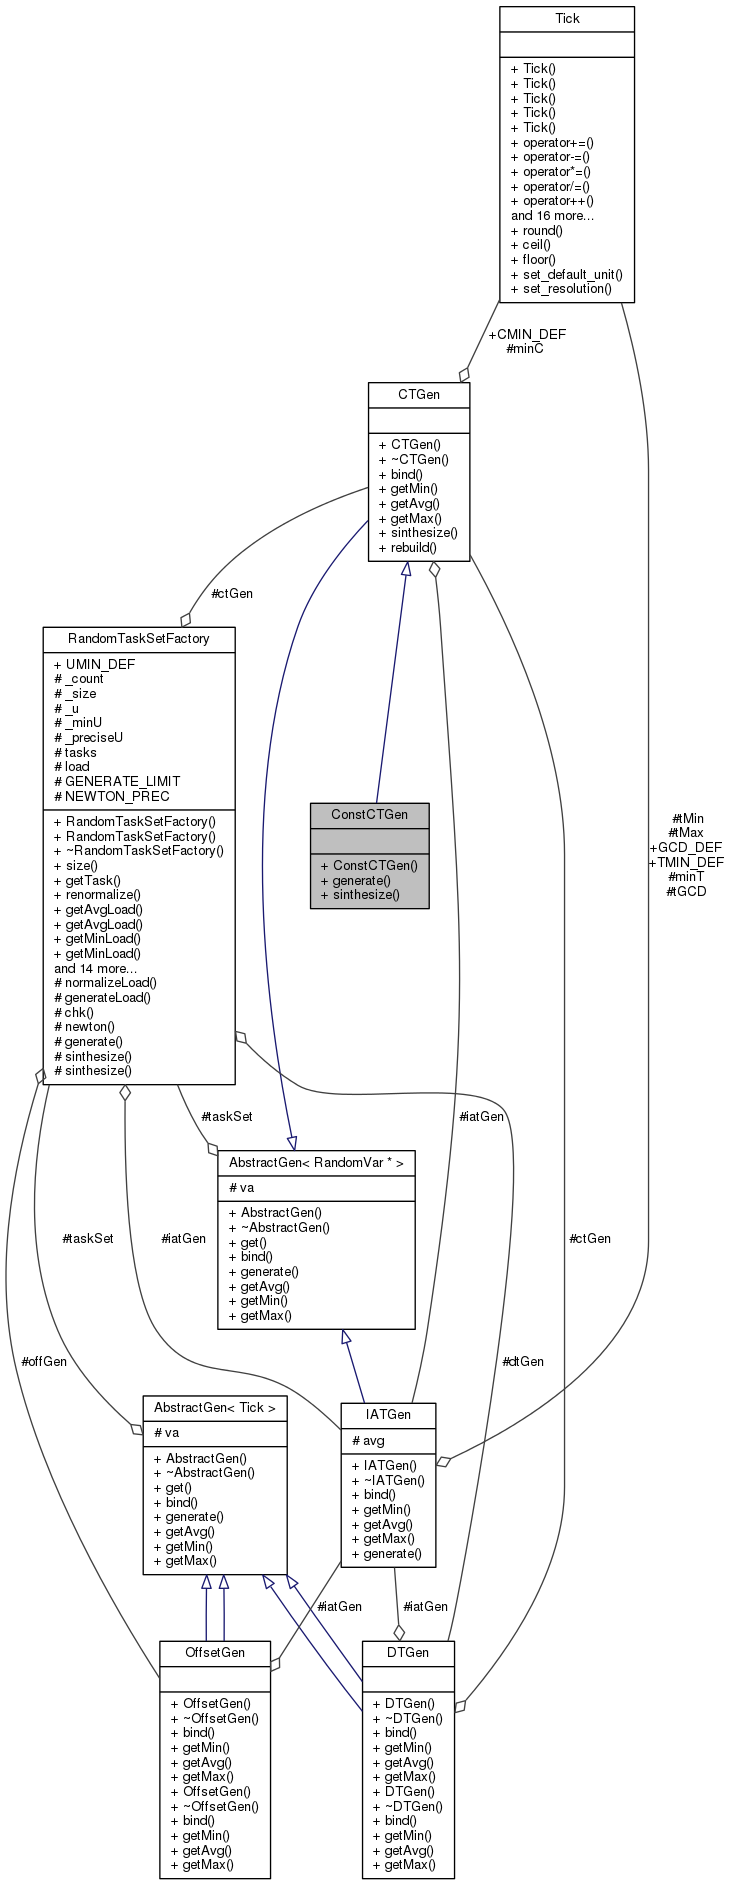 Tick
+ Tick()
+ Tick()
+ Tick()
+ Tick()
+ Tick()
+ operator+=()
+ operator-=()
+ operator*=()
+ operator/=()
+ operator++()
and 16 more...
+ round()
+ ceil()
+ floor()
+ set_default_unit()
+ set_resolution()
+CMIN_DEF
#minC
CTGen
+ CTGen()
+ ~CTGen()
+ bind()
+ getMin()
+ getAvg()
+ getMax()
+ sinthesize()
+ rebuild()
#ctGen
RandomTaskSetFactory
+ UMIN_DEF
# _count
# _size
# _u
# _minU
# _preciseU
# tasks
# load
# GENERATE_LIMIT
# NEWTON_PREC
+ RandomTaskSetFactory()
+ RandomTaskSetFactory()
+ ~RandomTaskSetFactory()
+ size()
+ getTask()
+ renormalize()
+ getAvgLoad()
+ getAvgLoad()
+ getMinLoad()
+ getMinLoad()
and 14 more...
# normalizeLoad()
# generateLoad()
# chk()
# newton()
# generate()
# sinthesize()
# sinthesize()
ConstCTGen
+ ConstCTGen()
+ generate()
+ sinthesize()
#tMin
#tMax
+GCD_DEF
+TMIN_DEF
#minT
#tGCD
#taskSet
#iatGen
AbstractGen< RandomVar * >
# va
+ AbstractGen()
+ ~AbstractGen()
+ get()
+ bind()
+ generate()
+ getAvg()
+ getMin()
+ getMax()
#taskSet
#iatGen
#ctGen
#offGen
#dtGen
AbstractGen< Tick >
# va
+ AbstractGen()
+ ~AbstractGen()
+ get()
+ bind()
+ generate()
+ getAvg()
+ getMin()
+ getMax()
IATGen
# avg
+ IATGen()
+ ~IATGen()
+ bind()
+ getMin()
+ getAvg()
+ getMax()
+ generate()
#iatGen
#iatGen
OffsetGen
+ OffsetGen()
+ ~OffsetGen()
+ bind()
+ getMin()
+ getAvg()
+ getMax()
+ OffsetGen()
+ ~OffsetGen()
+ bind()
+ getMin()
+ getAvg()
+ getMax()
DTGen
+ DTGen()
+ ~DTGen()
+ bind()
+ getMin()
+ getAvg()
+ getMax()
+ DTGen()
+ ~DTGen()
+ bind()
+ getMin()
+ getAvg()
+ getMax()